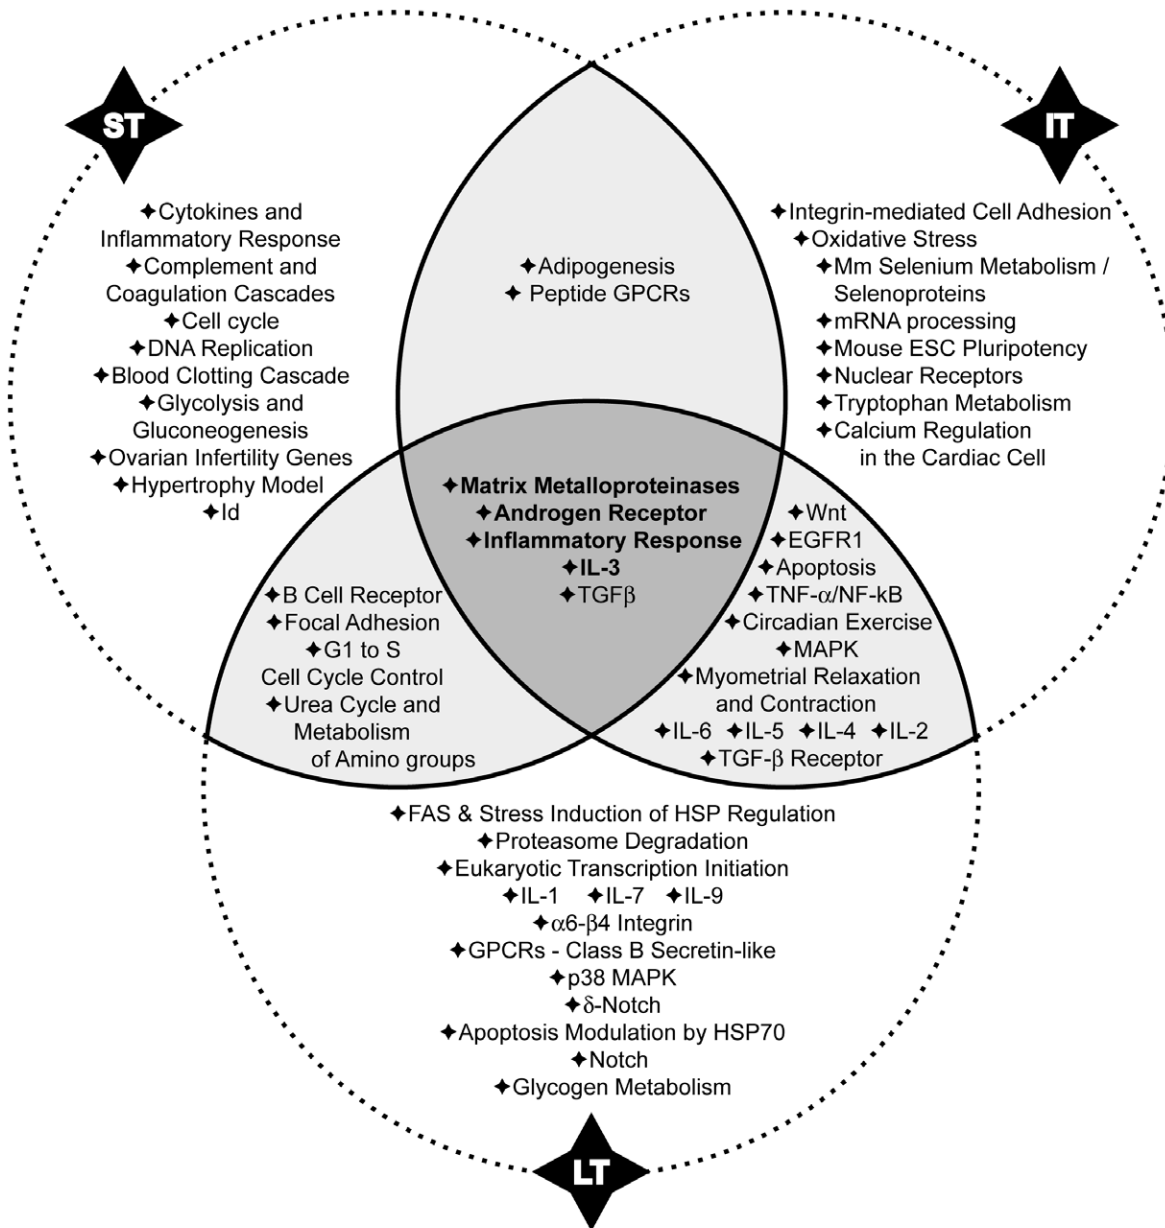 ST
IT
✦Cytokines and
Inflammatory Response
✦Complement and
Coagulation Cascades
✦Cell cycle
✦DNA Replication
✦Blood Clotting Cascade
✦Glycolysis and
Gluconeogenesis
✦Ovarian Infertility Genes
✦Hypertrophy Model
✦Id
✦Adipogenesis
✦Peptide GPCRs
✦Integrin-mediated Cell Adhesion
✦Oxidative Stress
✦Mm Selenium Metabolism /
Selenoproteins
✦mRNA processing
✦Mouse ESC Pluripotency
✦Nuclear Receptors
✦Tryptophan Metabolism
✦Calcium Regulation
in the Cardiac Cell
✦Matrix Metalloproteinases
✦Androgen Receptor
✦Inflammatory Response
✦IL-3
✦TGFβ
✦B Cell Receptor
✦Focal Adhesion
✦G1 to S
Cell Cycle Control
✦Urea Cycle and
Metabolism
of Amino groups
✦Wnt
✦EGFR1
✦Apoptosis
✦TNF-α/NF-kB
✦Circadian Exercise
✦MAPK
✦Myometrial Relaxation
and Contraction
✦IL-6 ✦IL-5 ✦IL-4 ✦IL-2
✦TGF-β Receptor
✦FAS & Stress Induction of HSP Regulation
✦Proteasome Degradation
✦Eukaryotic Transcription Initiation
✦IL-1 ✦IL-7 ✦IL-9
✦α6-β4 Integrin
✦GPCRs - Class B Secretin-like
✦p38 MAPK
✦δ-Notch
✦Apoptosis Modulation by HSP70
✦Notch
✦Glycogen Metabolism
LT